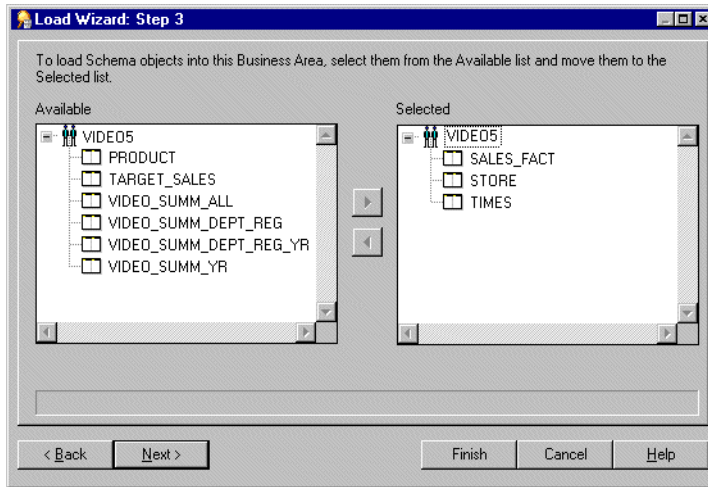 Load Wizard: Step 3
To load Schema objects into this Business Area, select them from the Available list and move them to the
Selected list.
Available
VIDEO5
PRODUCT
TARGET_SALES
VIDEO_SUMM_ALL
VIDEO_SUMM_DEPT_REG
VIDEO_SUMM_DEPT_REG_YR
VIDEO_SUMM_YR
Selected
VIDEO5
SALES_FACT
STORE
TIMES
< Back
Next >
Finish
Cancel
Help